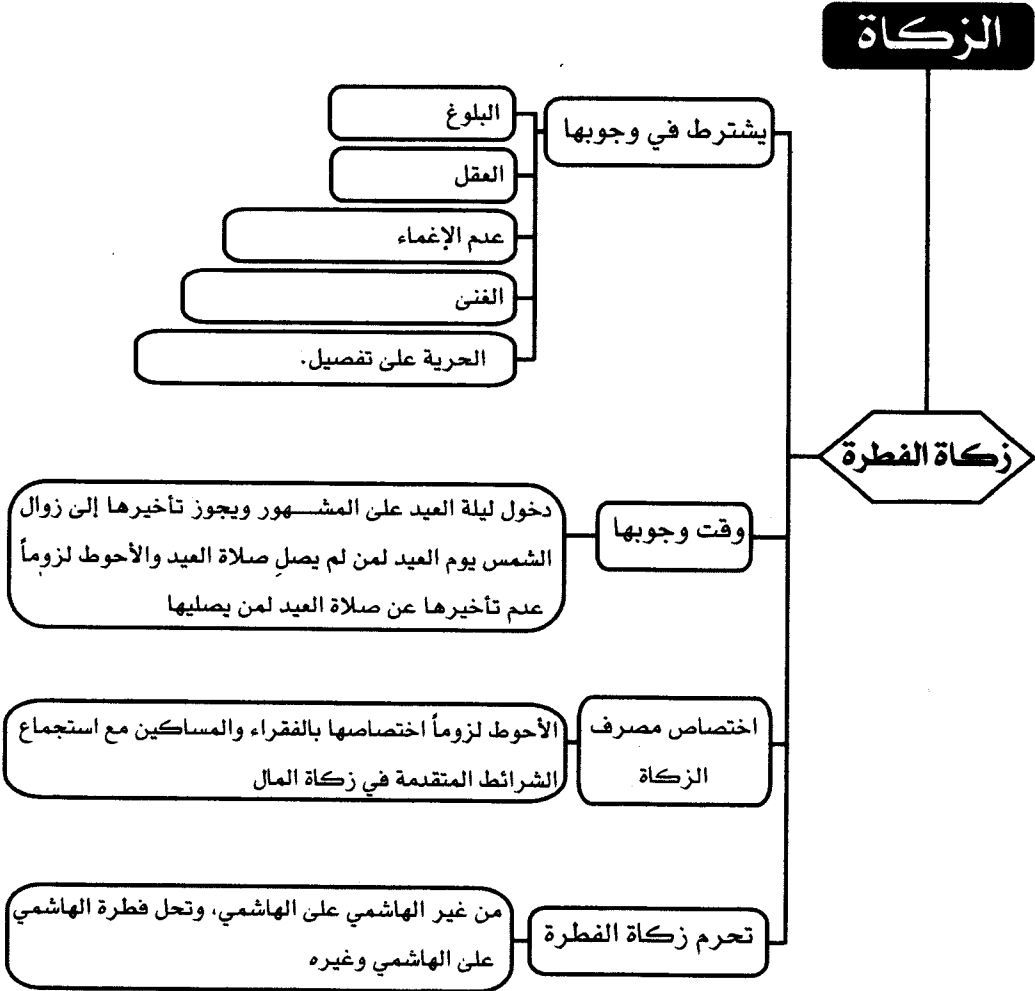 الزكاة
زكاة الفطرة
يشترط في وجوبها
البلوغ
العقل
عدم الإغماء
الغنى
الحرية على تفصيل.
وقت وجوبها
دخول ليلة العيد على المشهور ويجوز تأخيرها إلى زوال
الشمس يوم العيد لمن لم يصلِ صلاة العيد والأحوط لزوماً
عدم تأخيرها عن صلاة العيد لمن يصليها
اختصاص مصرف
الزكاة
الأحوط لزوماً اختصاصها بالفقراء والمساكين مع استجماع
الشرائط المتقدمة في زكاة المال
تحرم زكاة الفطرة
من غير الهاشمي على الهاشمي، وتحل فطرة الهاشمي
على الهاشمي وغيره